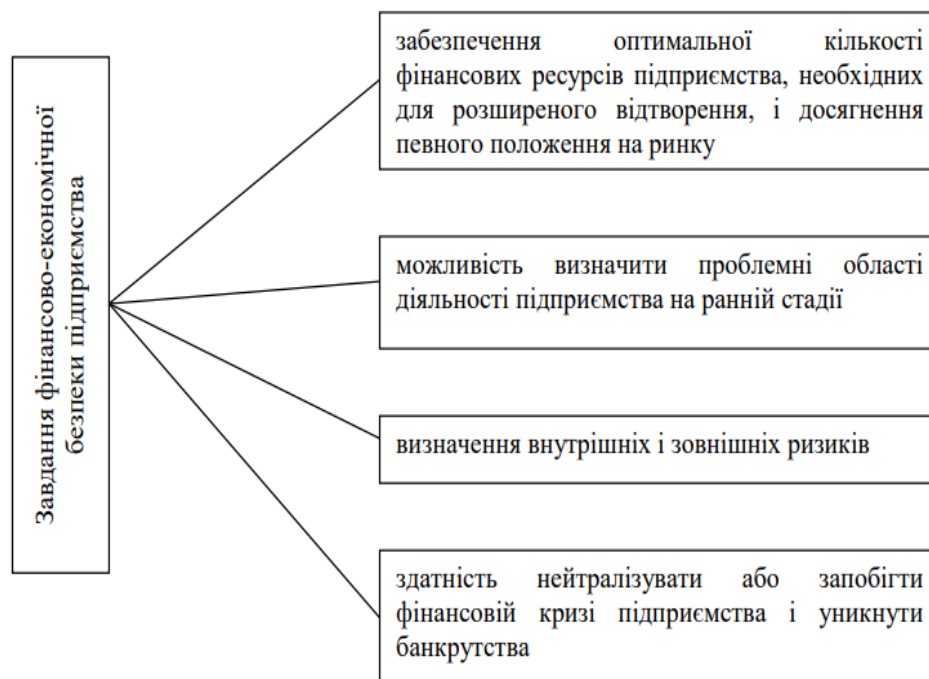 Завдання фінансово-економічної
безпеки підприємства
забезпечення оптимальної кількості
фінансових ресурсів підприємства, необхідних
для розширеного відтворення, і досягнення
певного положення на ринку
можливість визначити проблемні області
діяльності підприємства на ранній стадії
визначення внутрішніх і зовнішніх ризиків
здатність нейтралізувати або запобігти
фінансовій кризі підприємства і уникнути
банкрутства